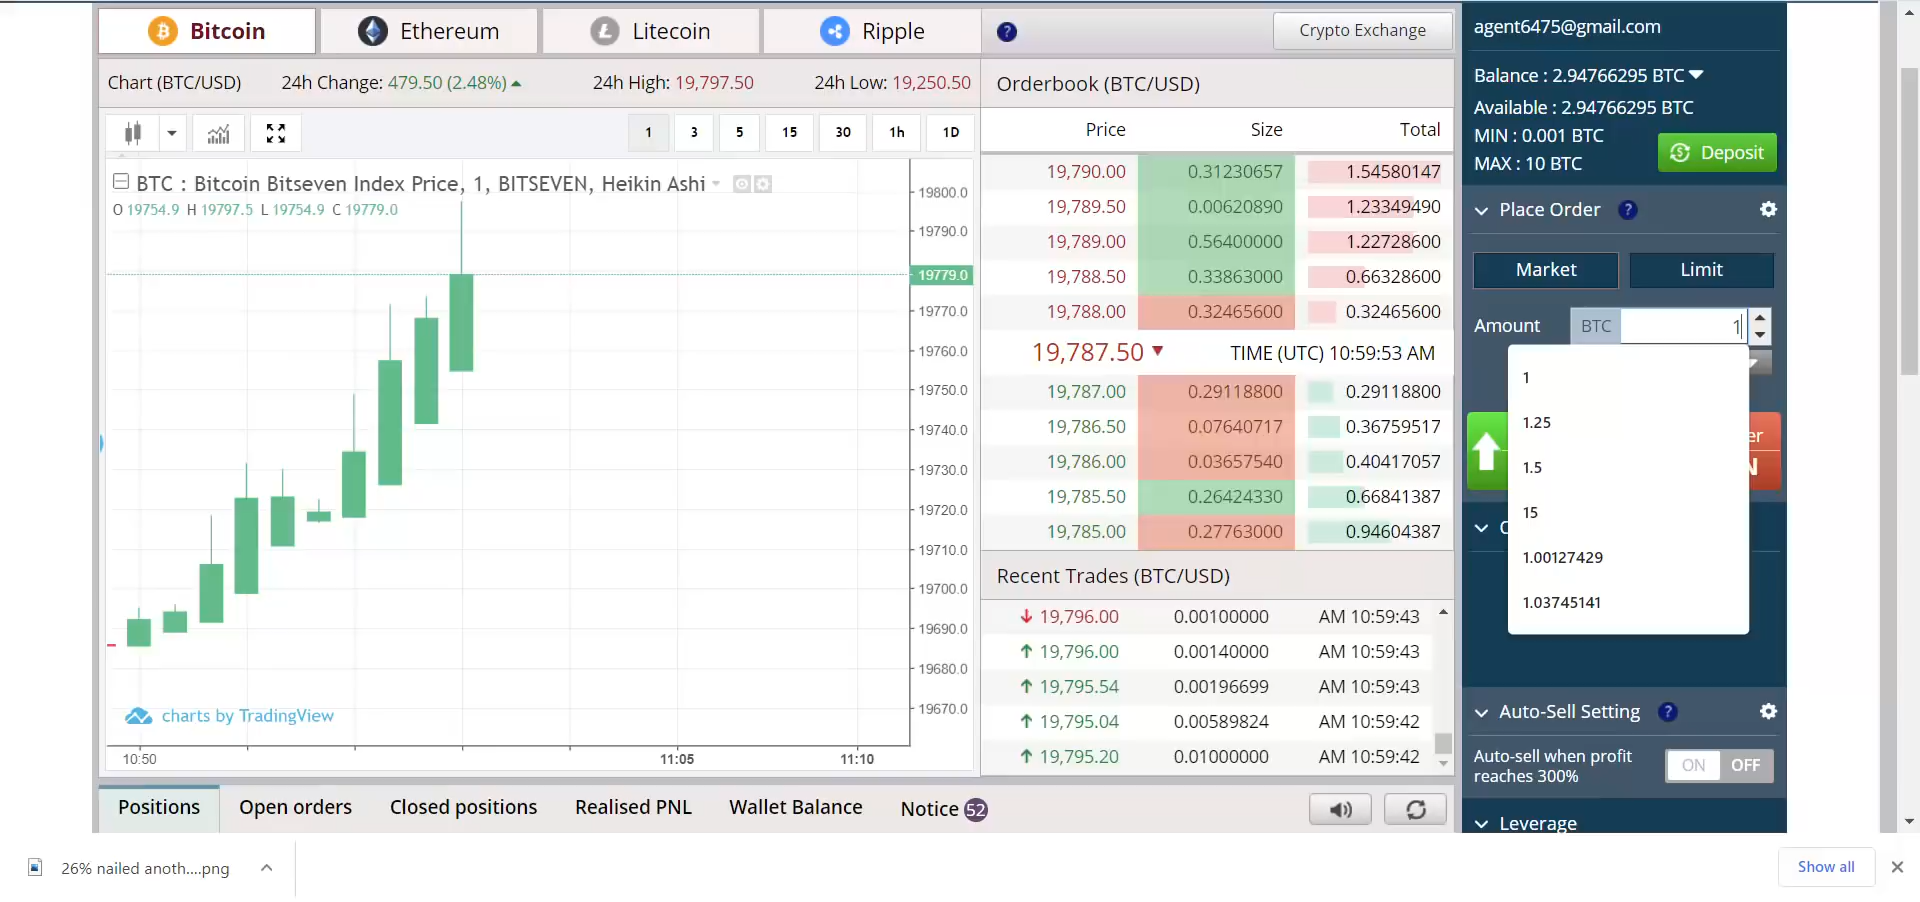 Bitcoin
Ethereum
Litecoin
Ripple
?
Crypto Exchange
Chart (BTC/USD) 24h Change: 479.50 (2.48%) 24h High: 19,797.50 24h Low: 19,250.50
1 3 5 15 30 1h 1D
BTC : Bitcoin Bitseven Index Price, 1, BITSEVEN, Heikin Ashi
O 19754.9 H 19797.5 L 19754.9 C 19779.0
19800.0
19790.0
19779.0
19770.0
19760.0
19750.0
19740.0
19730.0
19720.0
19710.0
19700.0
19690.0
19680.0
19670.0
charts by TradingView
10:50 11:05 11:10
Orderbook (BTC/USD)
Price Size Total
19,790.00 0.31230657 1.54580147
19,789.50 0.00620890 1.23349490
19,789.00 0.56400000 1.22728600
19,788.50 0.33863000 0.66328600
19,788.00 0.32465600 0.32465600
19,787.50 TIME (UTC) 10:59:53 AM
19,787.00 0.29118800 0.29118800
19,786.50 0.07640717 0.36759517
19,786.00 0.03657540 0.40417057
19,785.50 0.26424330 0.66841387
19,785.00 0.27763000 0.94604387
Recent Trades (BTC/USD)
19,796.00 0.00100000 AM 10:59:43
19,796.00 0.00140000 AM 10:59:43
19,795.54 0.00196699 AM 10:59:43
19,795.04 0.00589824 AM 10:59:42
19,795.20 0.01000000 AM 10:59:42
agent6475@gmail.com
Balance : 2.94766295 BTC
Available : 2.94766295 BTC
MIN : 0.001 BTC
MAX : 10 BTC
Deposit
Place Order ?
Market Limit
Amount BTC 1
1
1.25
1.5
15
1.00127429
1.03745141
er
N
Auto-Sell Setting ?
Auto-sell when profit
reaches 300%
ON OFF
Leverage
Positions Open orders Closed positions Realised PNL Wallet Balance Notice 52
26% nailed anoth....png
Show all